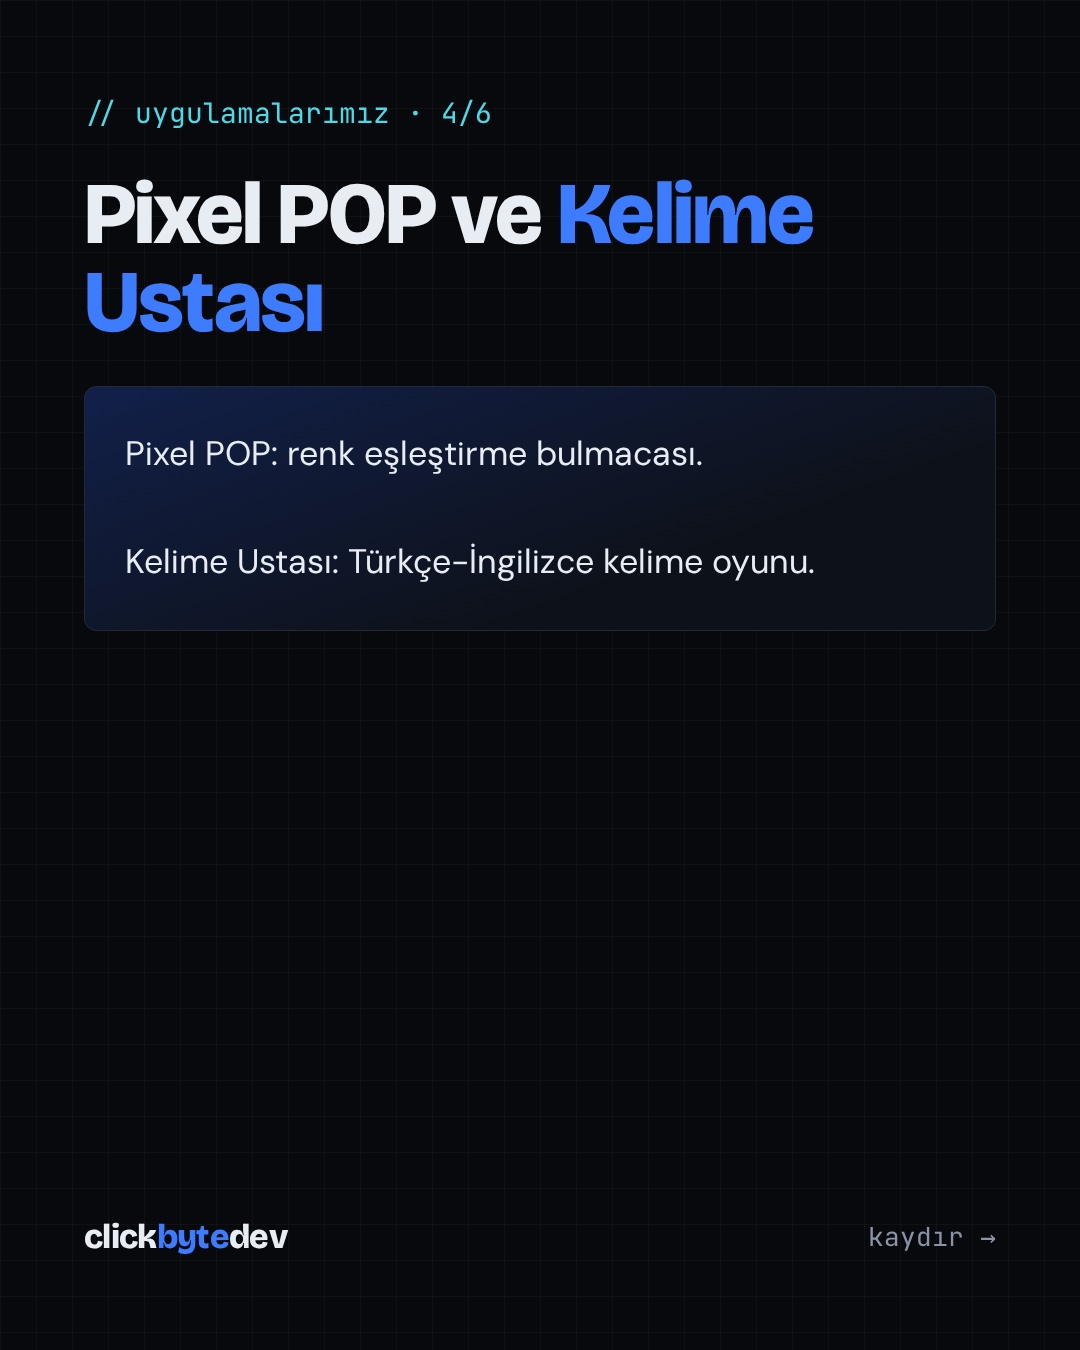 // uygulamalarımız · 4/6
Pixel POP ve Kelime
Ustası
Pixel POP: renk eşleştirme bulmacası.
Kelime Ustası: Türkçe-İngilizce kelime oyunu.
clickbytedev
kaydır →